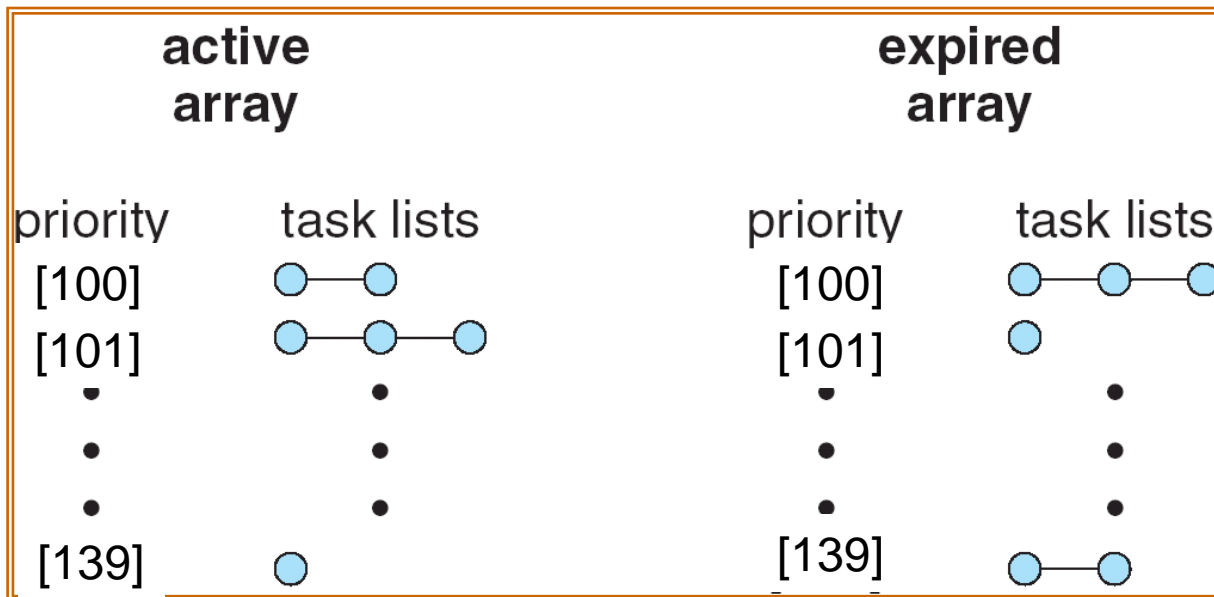 active
array
expired
array
priority task lists
[100]
[101]
[139]
priority task lists
[100]
[101]
[139]